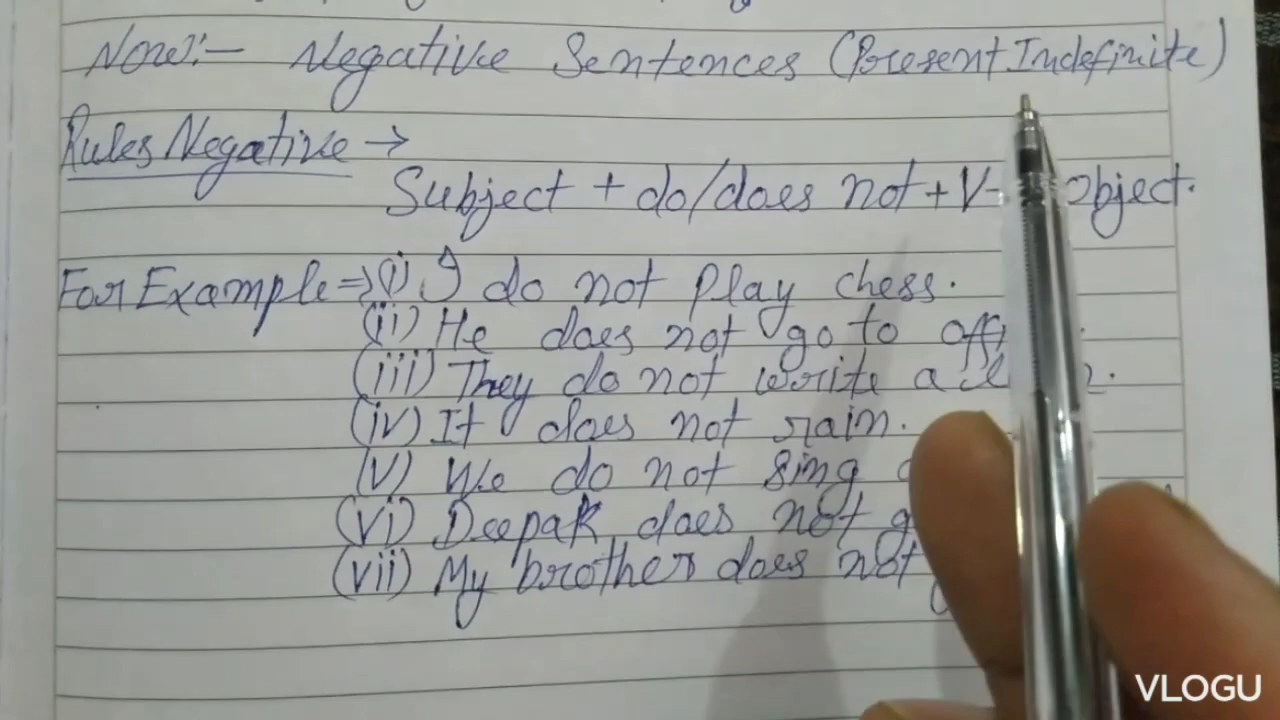 Now:- Negative Sentences (Present Indefinite)
Rules Negative →
Subject + do/does not + V- object.
For Example ⇒ (i) I do not play chess.
(ii) He does not go to
(iii) They do not write a
(iv) It does not rain.
(v) We do not sing
(vi) Deepak does not
(vii) My brother does not
VLOGU